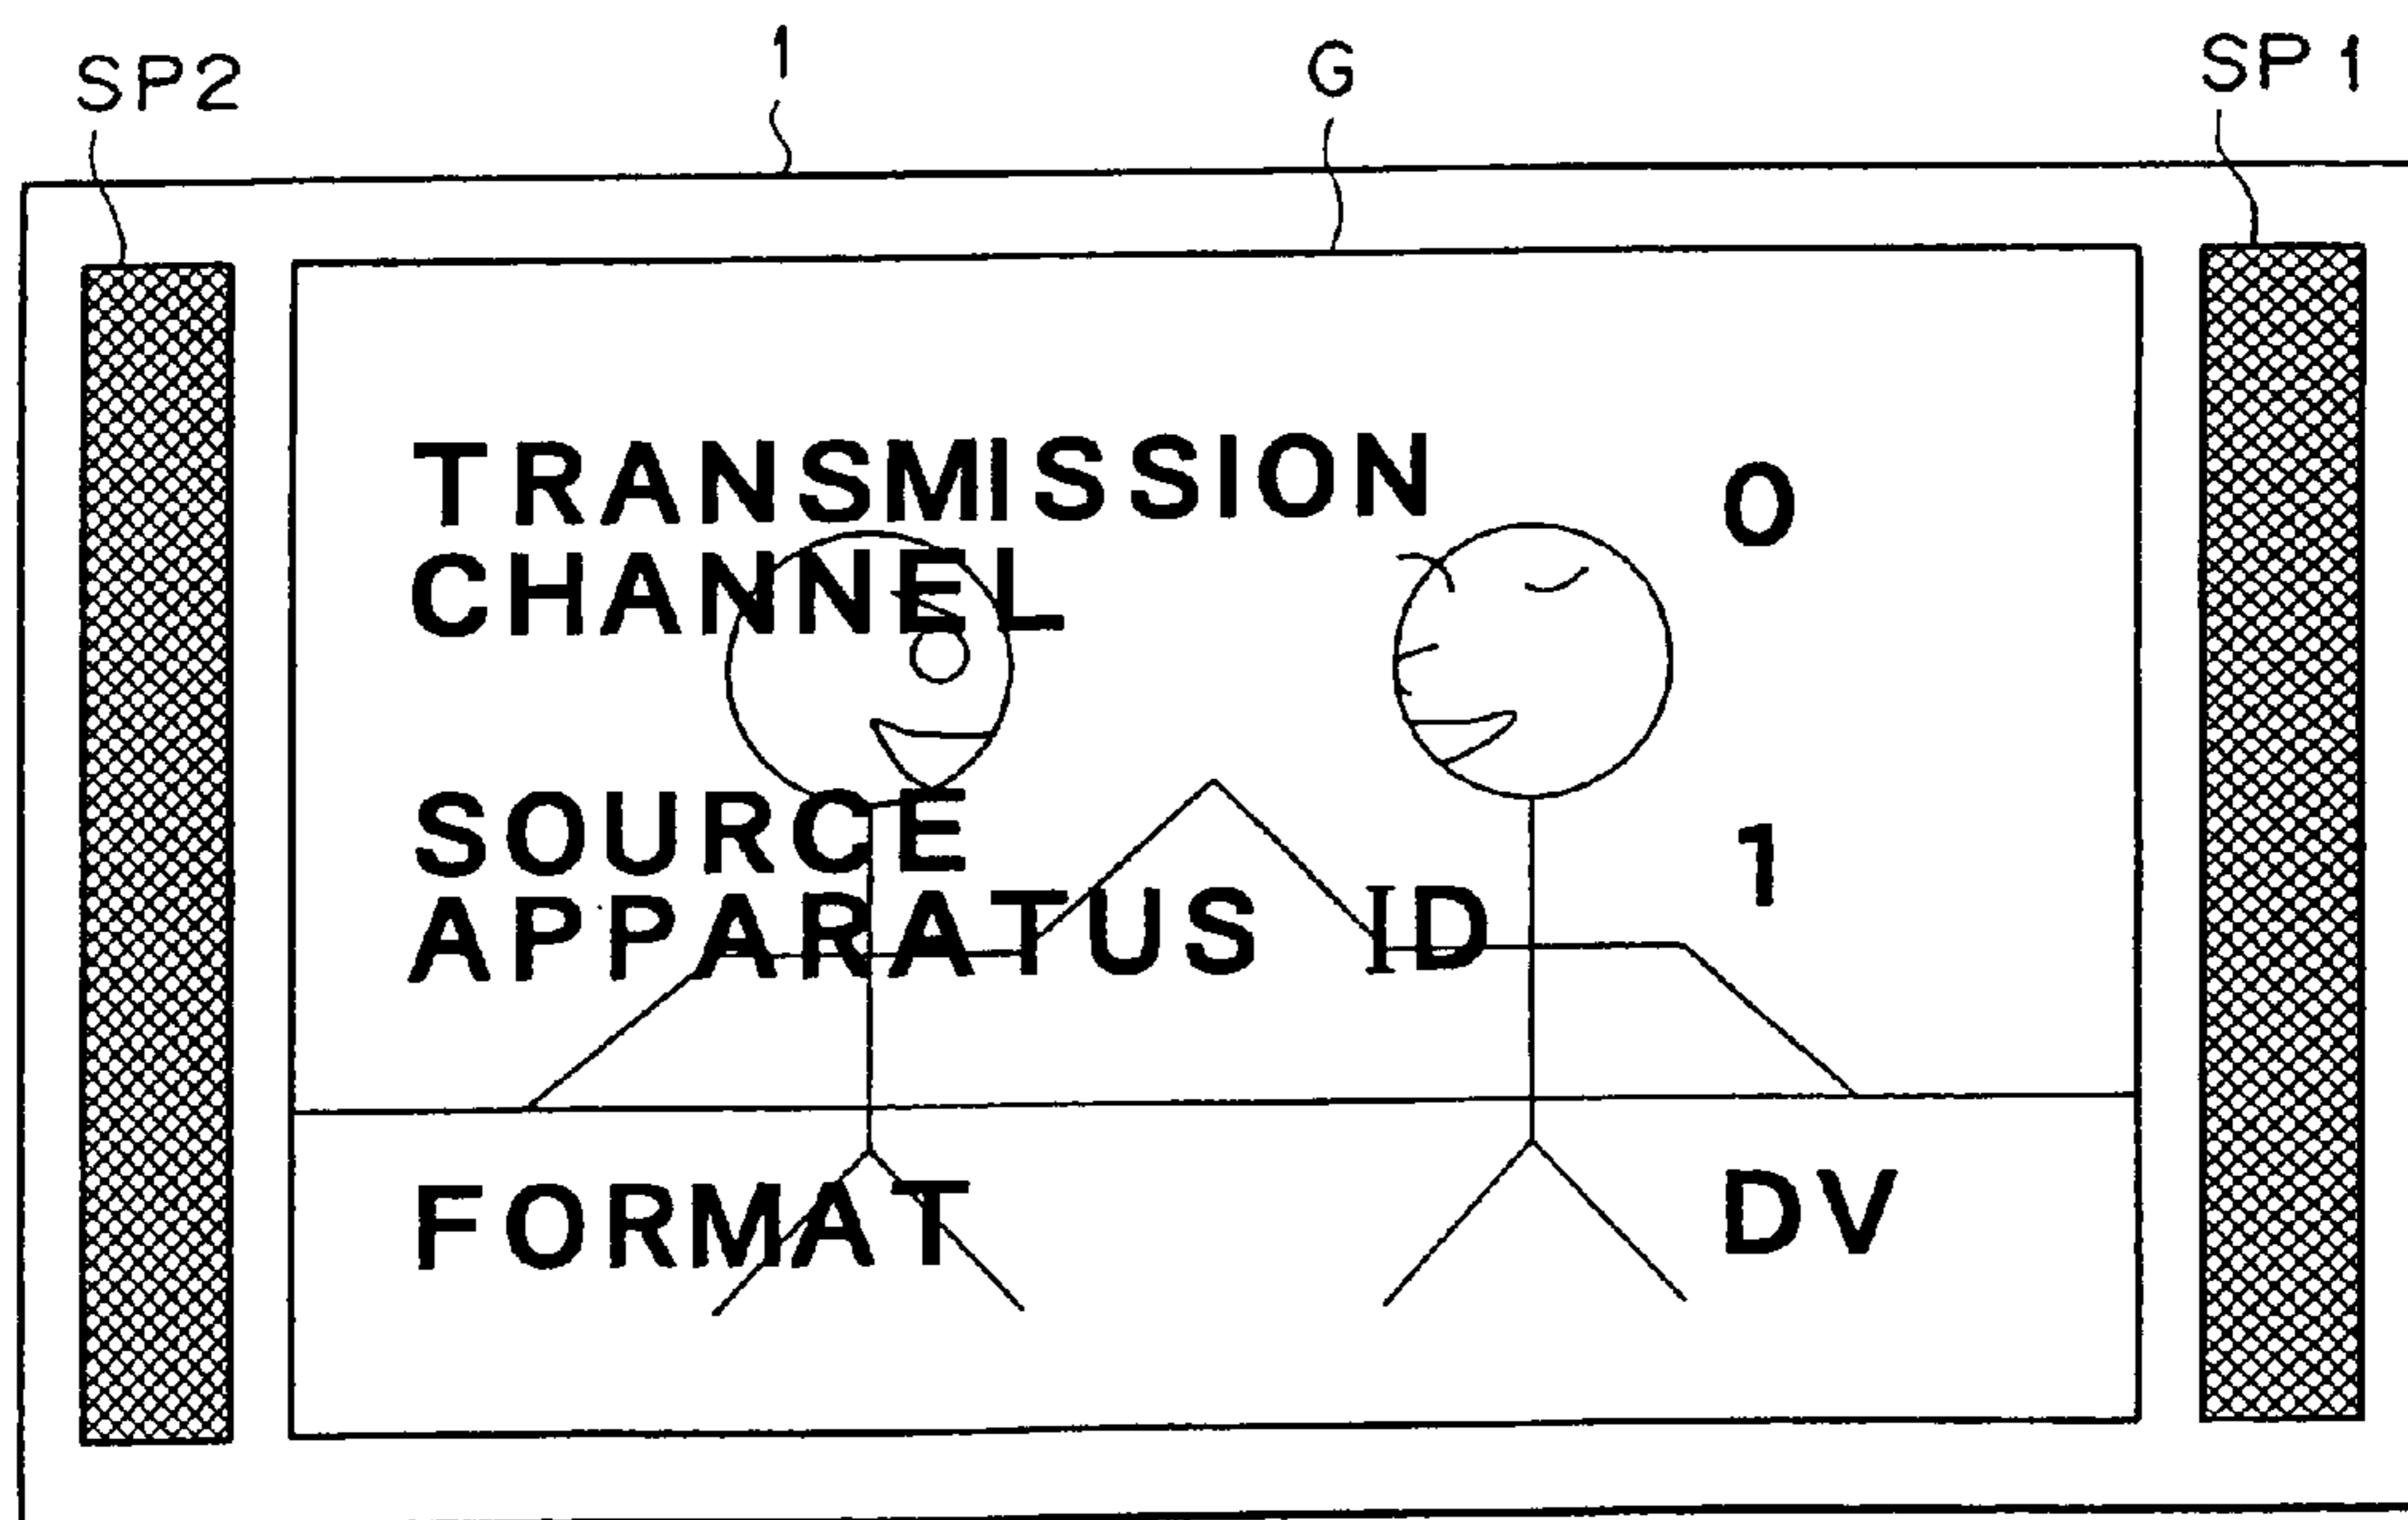 SP2 1 G SP1
TRANSMISSION
CHANNEL 0
SOURCE
APPARATUS ID 1
FORMAT DV